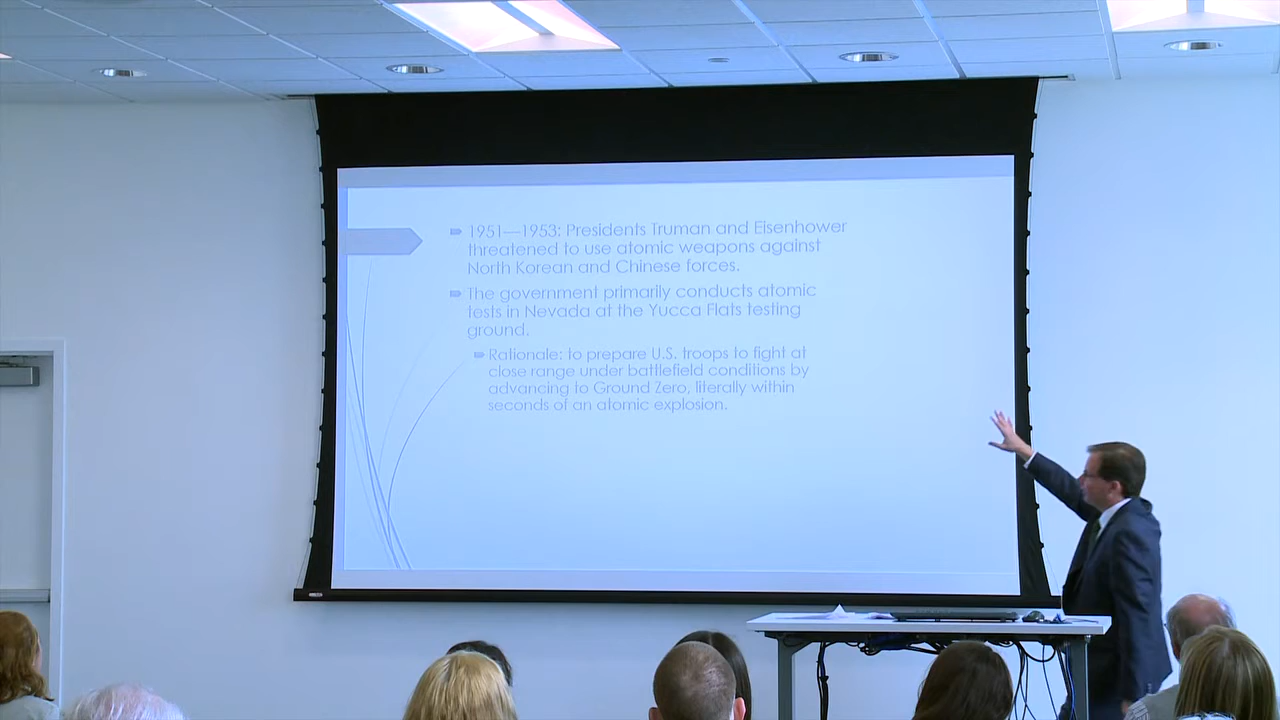 1951—1953: Presidents Truman and Eisenhower
threatened to use atomic weapons against
North Korean and Chinese forces.
The government primarily conducts atomic
tests in Nevada at the Yucca Flats testing
ground.
Rationale: to prepare U.S. troops to fight at
close range under battlefield conditions by
advancing to Ground Zero, literally within
seconds of an atomic explosion.